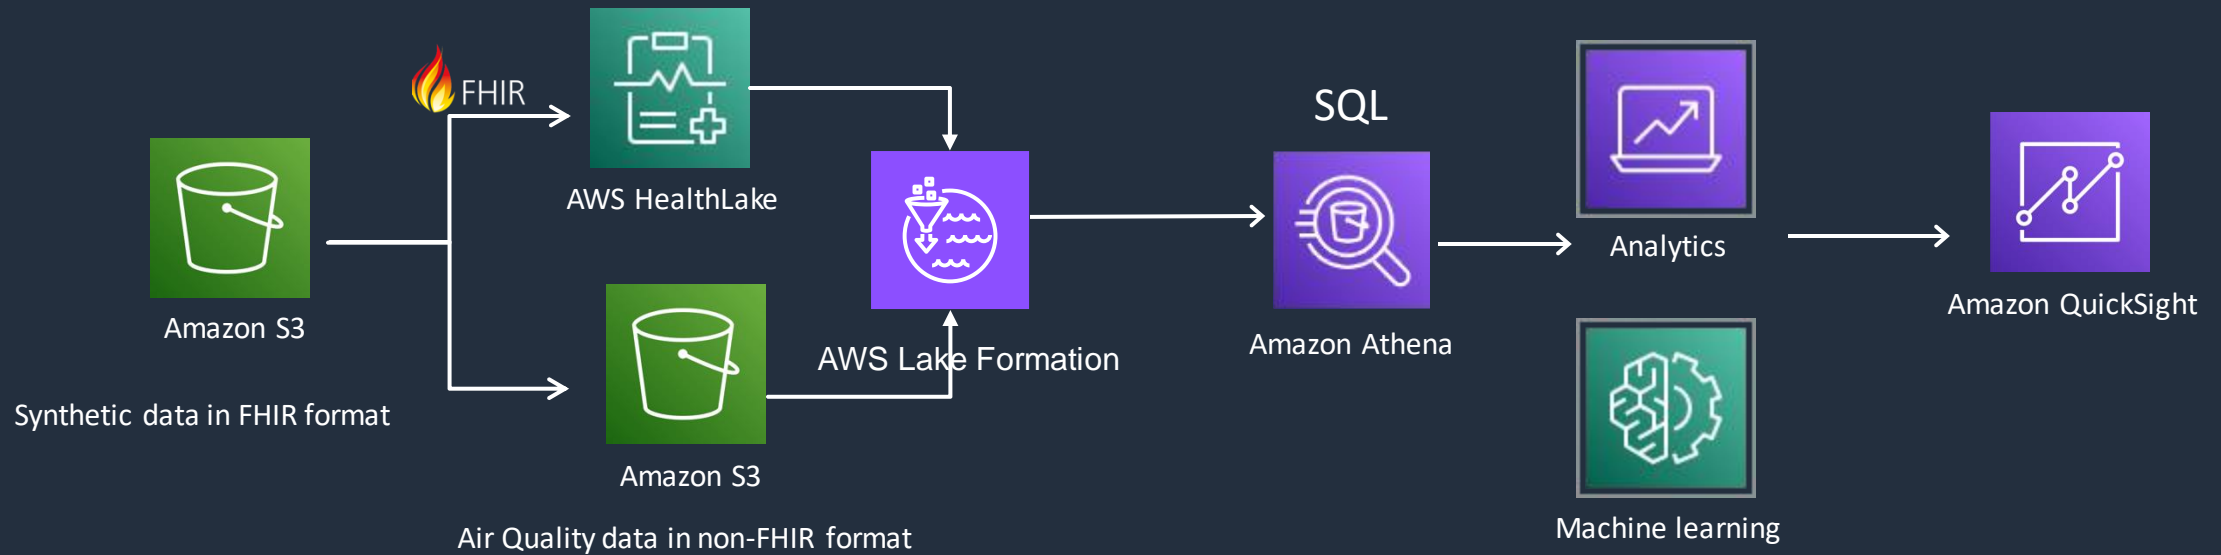 FHIR
AWS HealthLake
Amazon S3
Synthetic data in FHIR format
Amazon S3
Air Quality data in non-FHIR format
AWS Lake Formation
SQL
Amazon Athena
Analytics
Machine learning
Amazon QuickSight